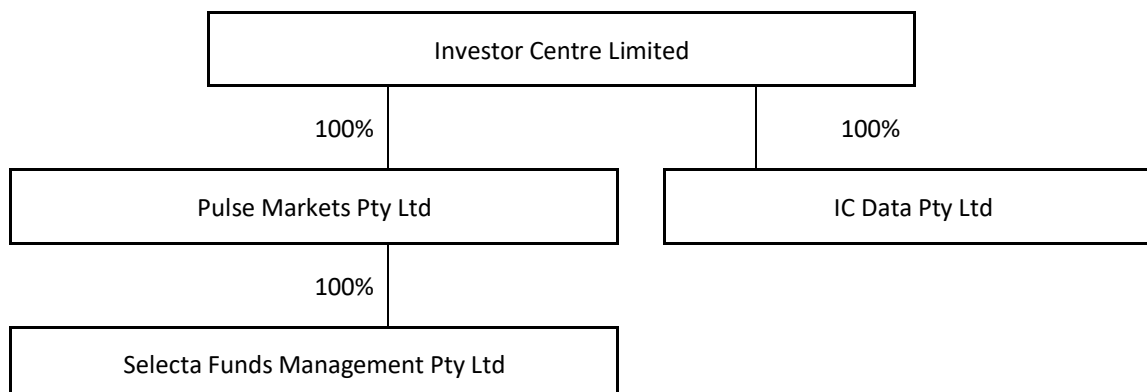 Investor Centre Limited
100%
100%
Pulse Markets Pty Ltd
IC Data Pty Ltd
100%
Selecta Funds Management Pty Ltd